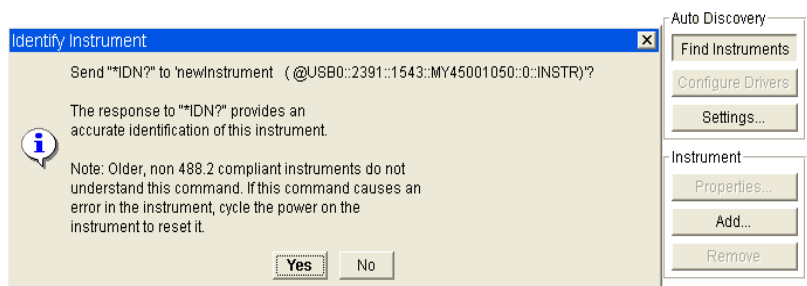 Identify Instrument
Send "*IDN?" to 'newInstrument ( @USB0::2391::1543::MY45001050::0::INSTR)'?
The response to "*IDN?" provides an
accurate identification of this instrument.
Note: Older, non 488.2 compliant instruments do not
understand this command. If this command causes an
error in the instrument, cycle the power on the
instrument to reset it.
Yes No
Auto Discovery
Find Instruments
Configure Drivers
Settings...
Instrument
Properties...
Add...
Remove